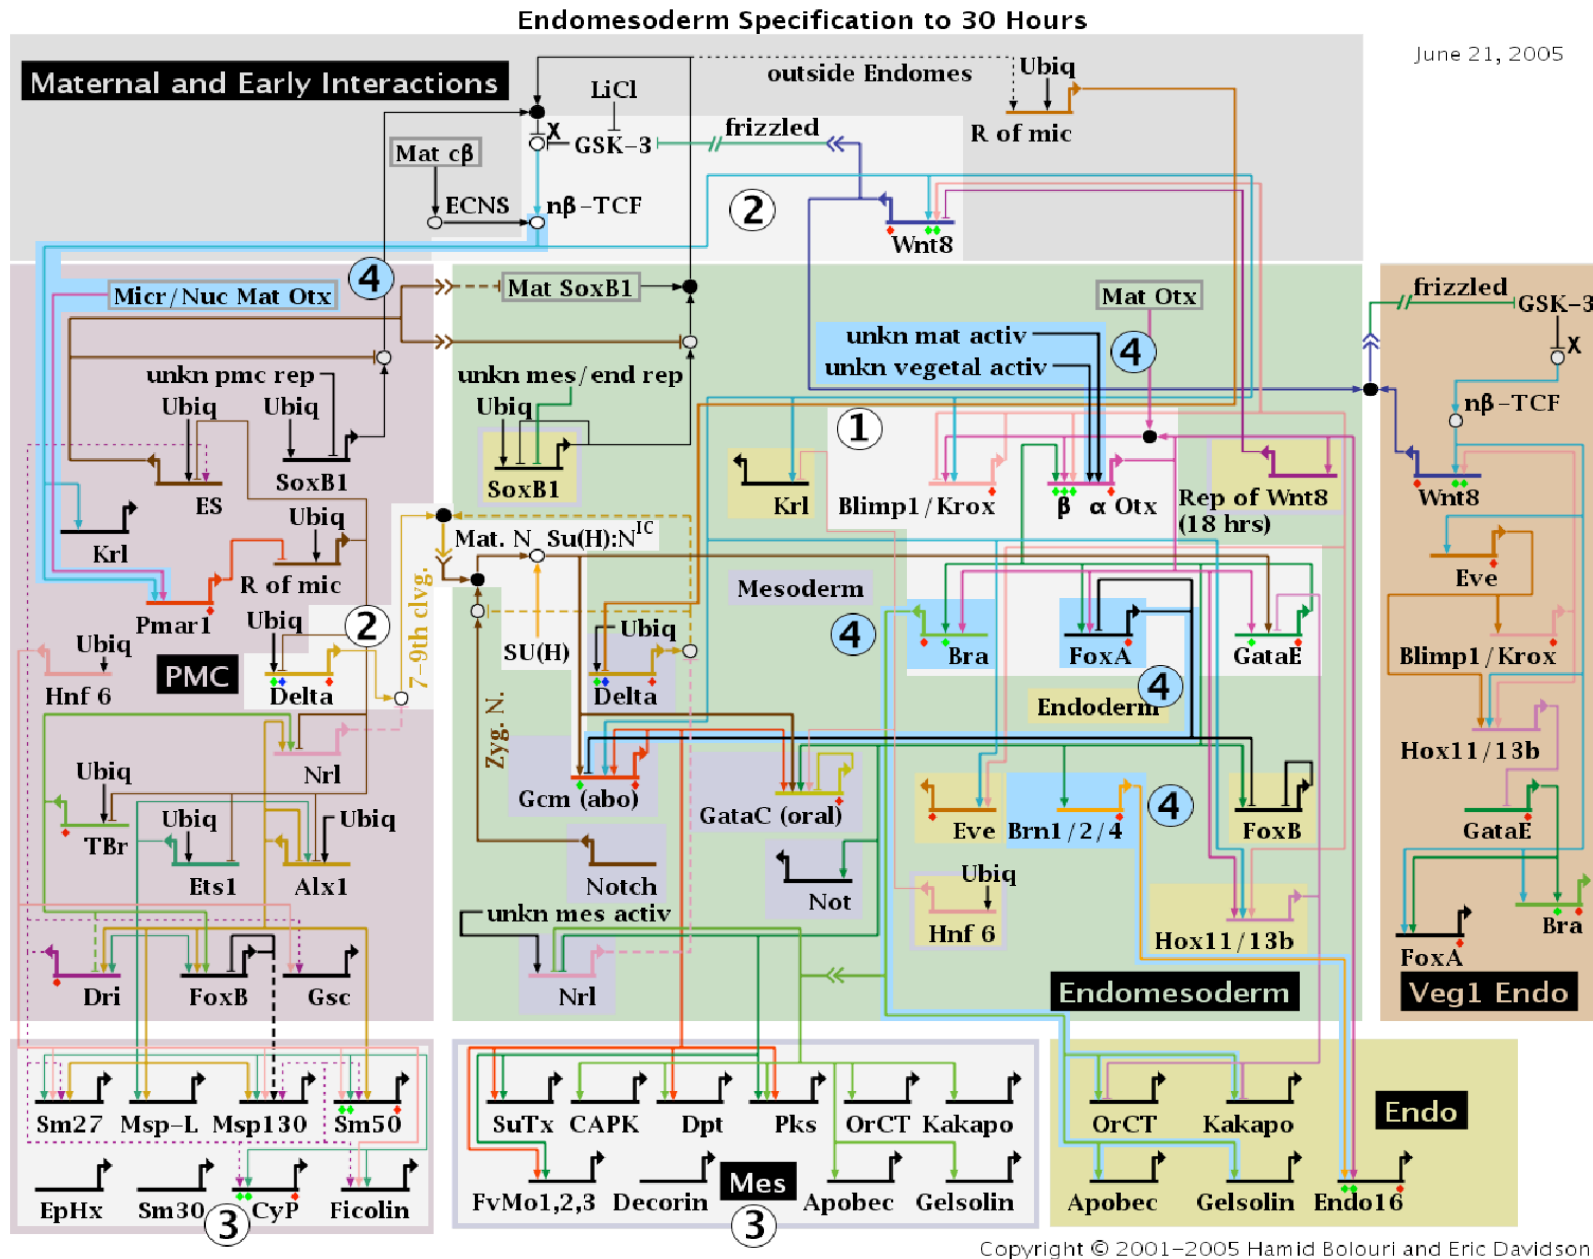 Endomesoderm Specification to 30 Hours
June 21, 2005
Maternal and Early Interactions
outside Endomes
Ubiq
R of mic
LiCl
χ
GSK-3
frizzled
Mat cβ
ECNS
nβ-TCF
2
Wnt8
4
Micr/Nuc Mat Otx
Mat SoxB1
Mat Otx
frizzled
GSK-3
χ
nβ-TCF
unkn mat activ
unkn vegetal activ
4
unkn pmc rep
Ubiq
Ubiq
ES
SoxB1
unkn mes/end rep
Ubiq
SoxB1
1
Krl
Blimp1/Krox
β
α Otx
Rep of Wnt8
(18 hrs)
Wnt8
Krl
Ubiq
R of mic
Pmar1
Mat. N
Su(H):N^IC
Eve
Mesoderm
2
7-9th clvg.
SU(H)
Ubiq
Delta
4
Bra
FoxA
GataE
Blimp1/Krox
Ubiq
Hnf 6
PMC
Ubiq
Delta
Zyg. N.
Endoderm
4
Hox11/13b
Nrl
Gcm (abo)
GataC (oral)
Eve
Brn1/2/4
4
FoxB
GataE
Ubiq
TBr
Ubiq
Ets1
Ubiq
Alx1
Notch
Not
Ubiq
Hnf 6
Hox11/13b
Bra
FoxA
unkn mes activ
Dri
FoxB
Gsc
Nrl
Endomesoderm
Veg1 Endo
Sm27
Msp-L
Msp130
Sm50
SuTx
CAPK
Dpt
Pks
OrCT
Kakapo
OrCT
Kakapo
Endo
EpHx
Sm30
3
CyP
Ficolin
FvMo1,2,3
Decorin
Mes
3
Apobec
Gelsolin
Apobec
Gelsolin
Endo16
Copyright © 2001-2005 Hamid Bolouri and Eric Davidson